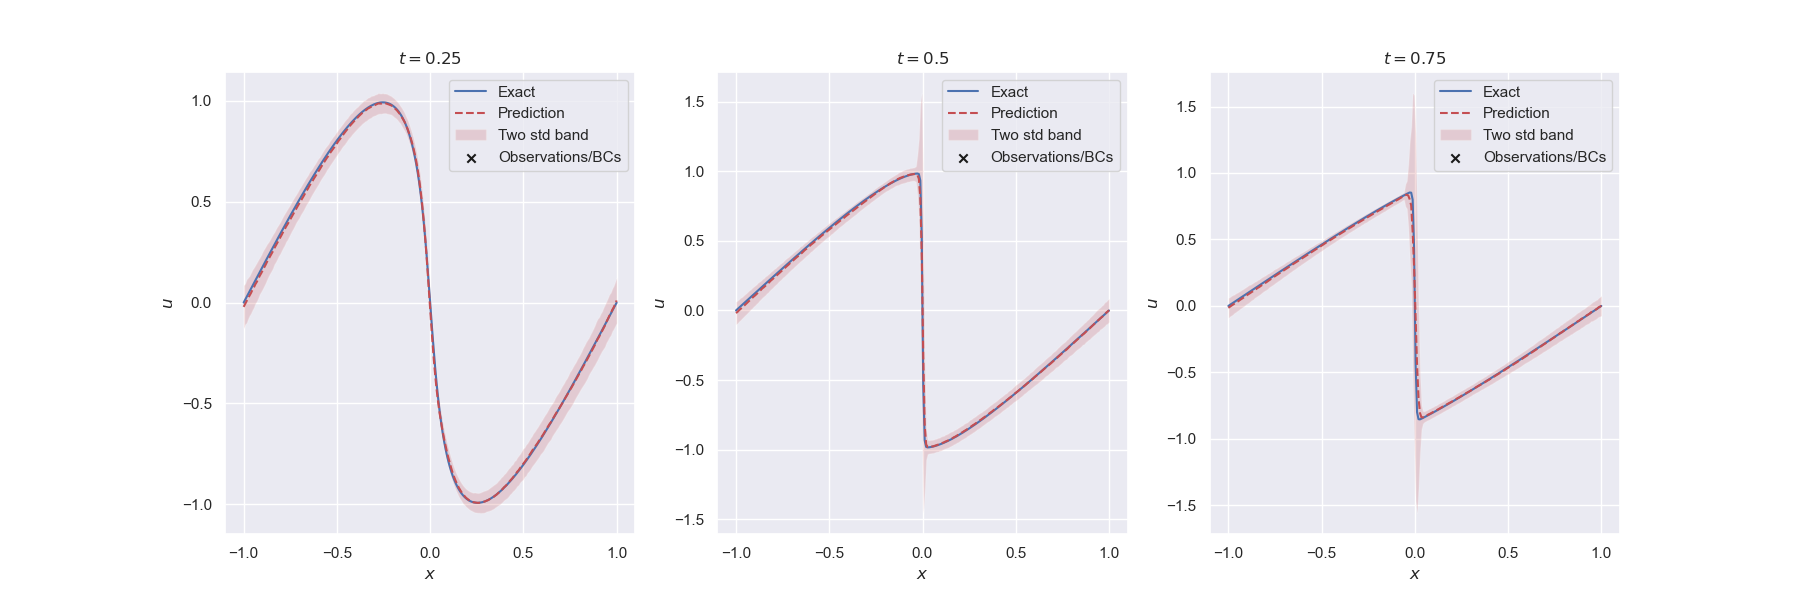 t = 0.25
Exact
Prediction
Two std band
Observations/BCs
1.0
0.5
0.0
−0.5
−1.0
u
−1.0 −0.5 0.0 0.5 1.0
x
t = 0.5
Exact
Prediction
Two std band
Observations/BCs
1.5
1.0
0.5
0.0
−0.5
−1.0
−1.5
u
−1.0 −0.5 0.0 0.5 1.0
x
t = 0.75
Exact
Prediction
Two std band
Observations/BCs
1.5
1.0
0.5
0.0
−0.5
−1.0
−1.5
u
−1.0 −0.5 0.0 0.5 1.0
x